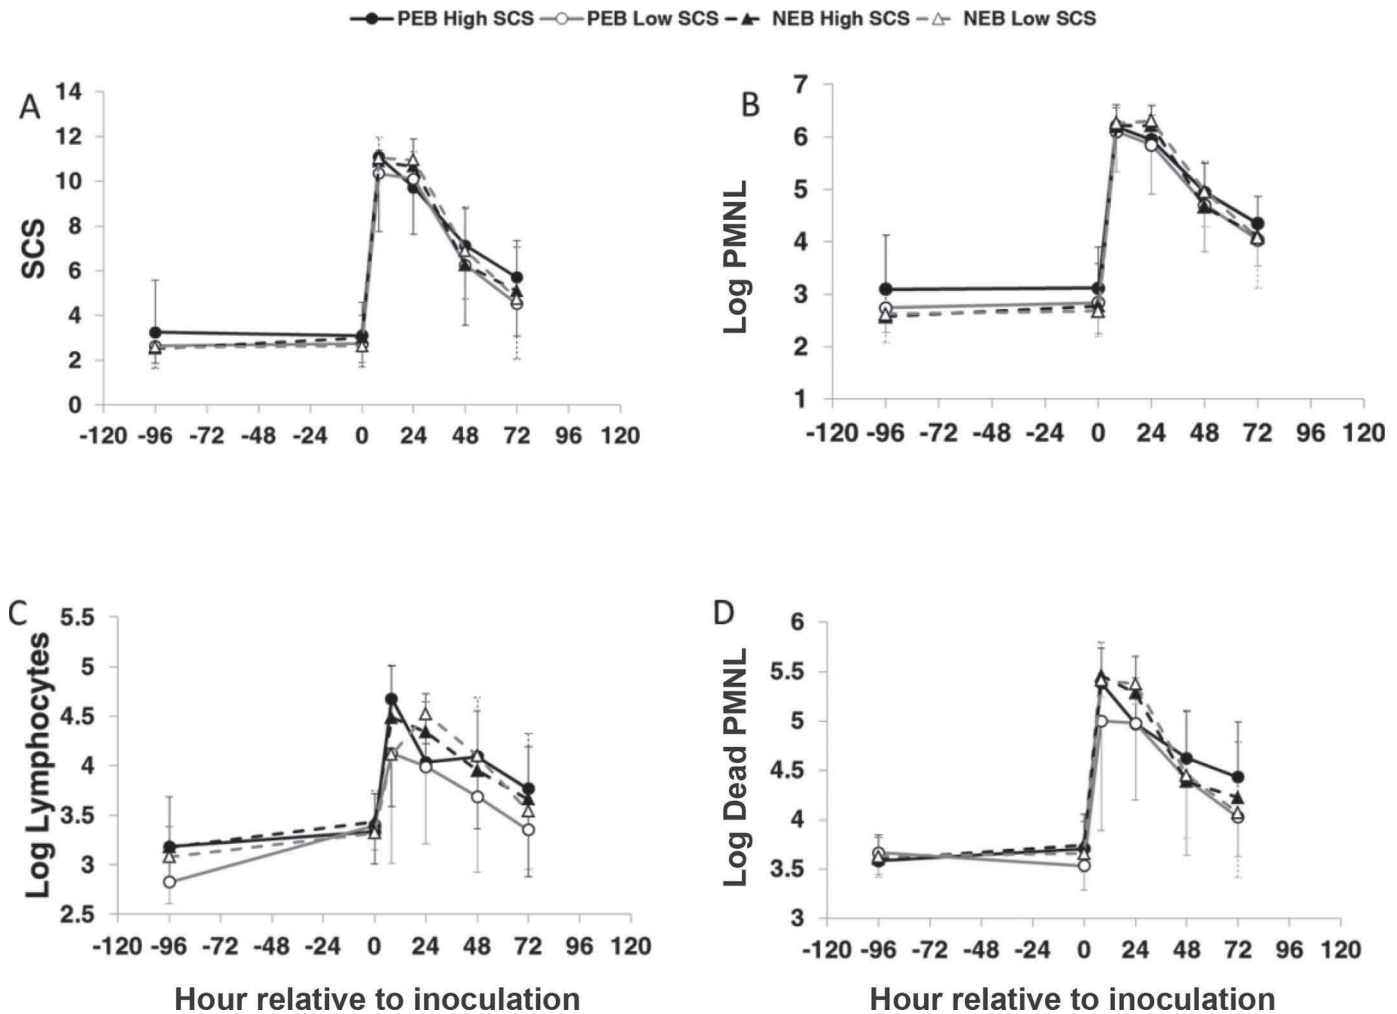 PEB High SCS PEB Low SCS NEB High SCS NEB Low SCS
A
SCS
14
12
10
8
6
4
2
0
-120 -96 -72 -48 -24 0 24 48 72 96 120
B
Log PMNL
7
6
5
4
3
2
1
-120 -96 -72 -48 -24 0 24 48 72 96 120
C
Log Lymphocytes
5.5
5
4.5
4
3.5
3
2.5
-120 -96 -72 -48 -24 0 24 48 72 96 120
Hour relative to inoculation
D
Log Dead PMNL
6
5.5
5
4.5
4
3.5
3
-120 -96 -72 -48 -24 0 24 48 72 96 120
Hour relative to inoculation